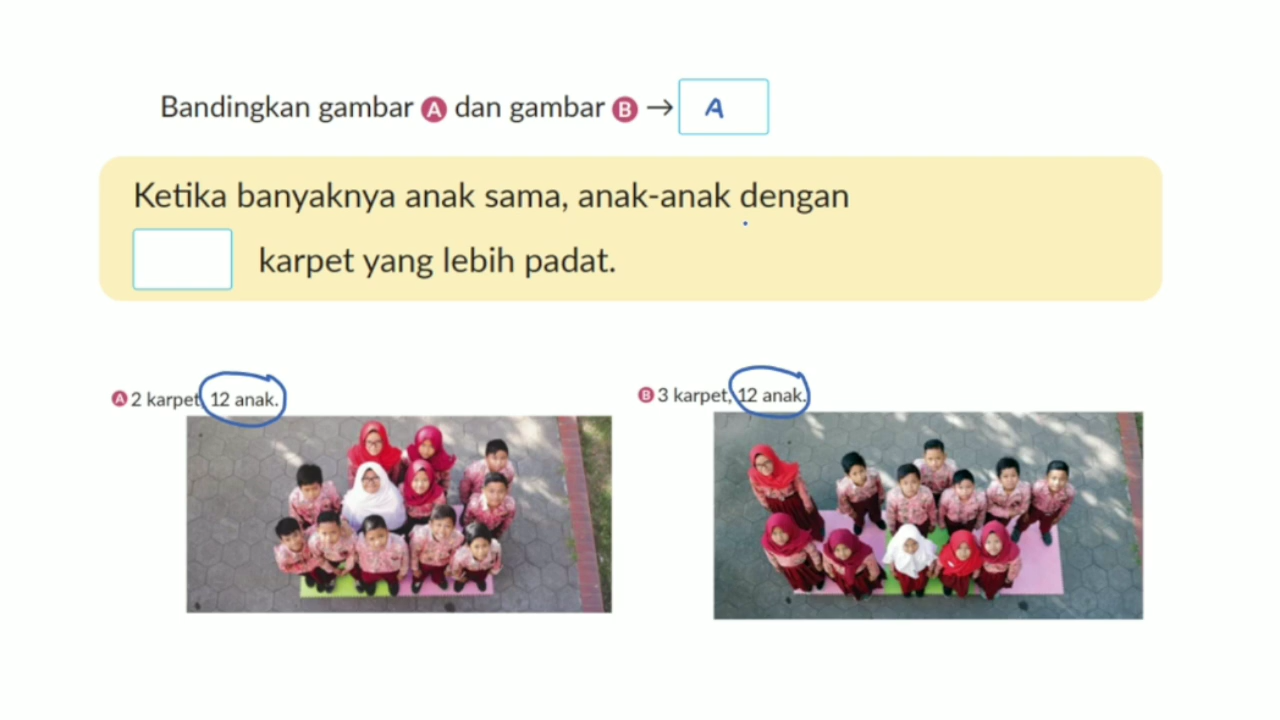 Bandingkan gambar A dan gambar B → A
Ketika banyaknya anak sama, anak-anak dengan
karpet yang lebih padat.
A 2 karpet, 12 anak.
B 3 karpet, 12 anak.